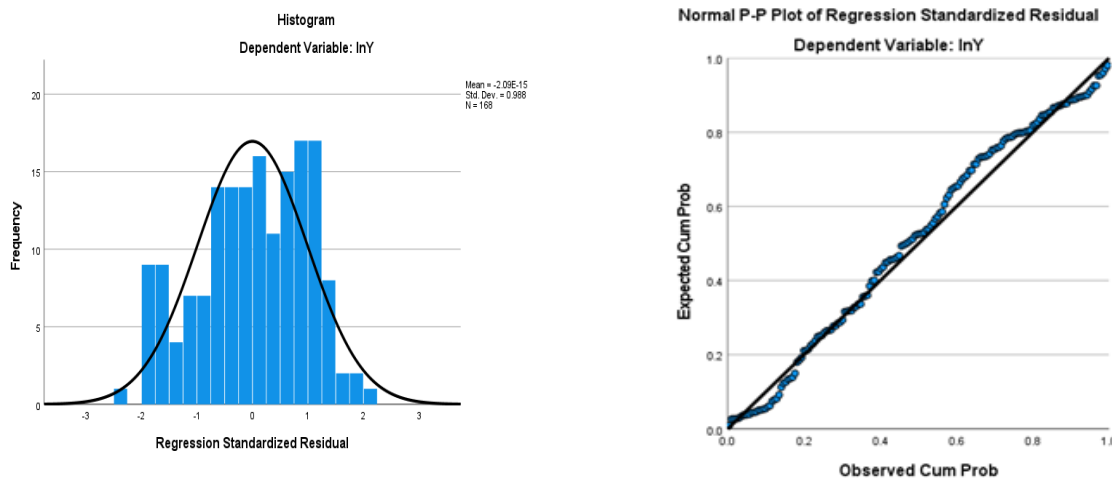 Histogram
Dependent Variable: lnY
Mean = -2.09E-15
Std. Dev. = 0.988
N = 168
20
15
10
5
0
Frequency
-3 -2 -1 0 1 2 3
Regression Standardized Residual
Normal P-P Plot of Regression Standardized Residual
Dependent Variable: lnY
1.0
0.8
0.6
0.4
0.2
0.0
Expected Cum Prob
0.0 0.2 0.4 0.6 0.8 1.0
Observed Cum Prob